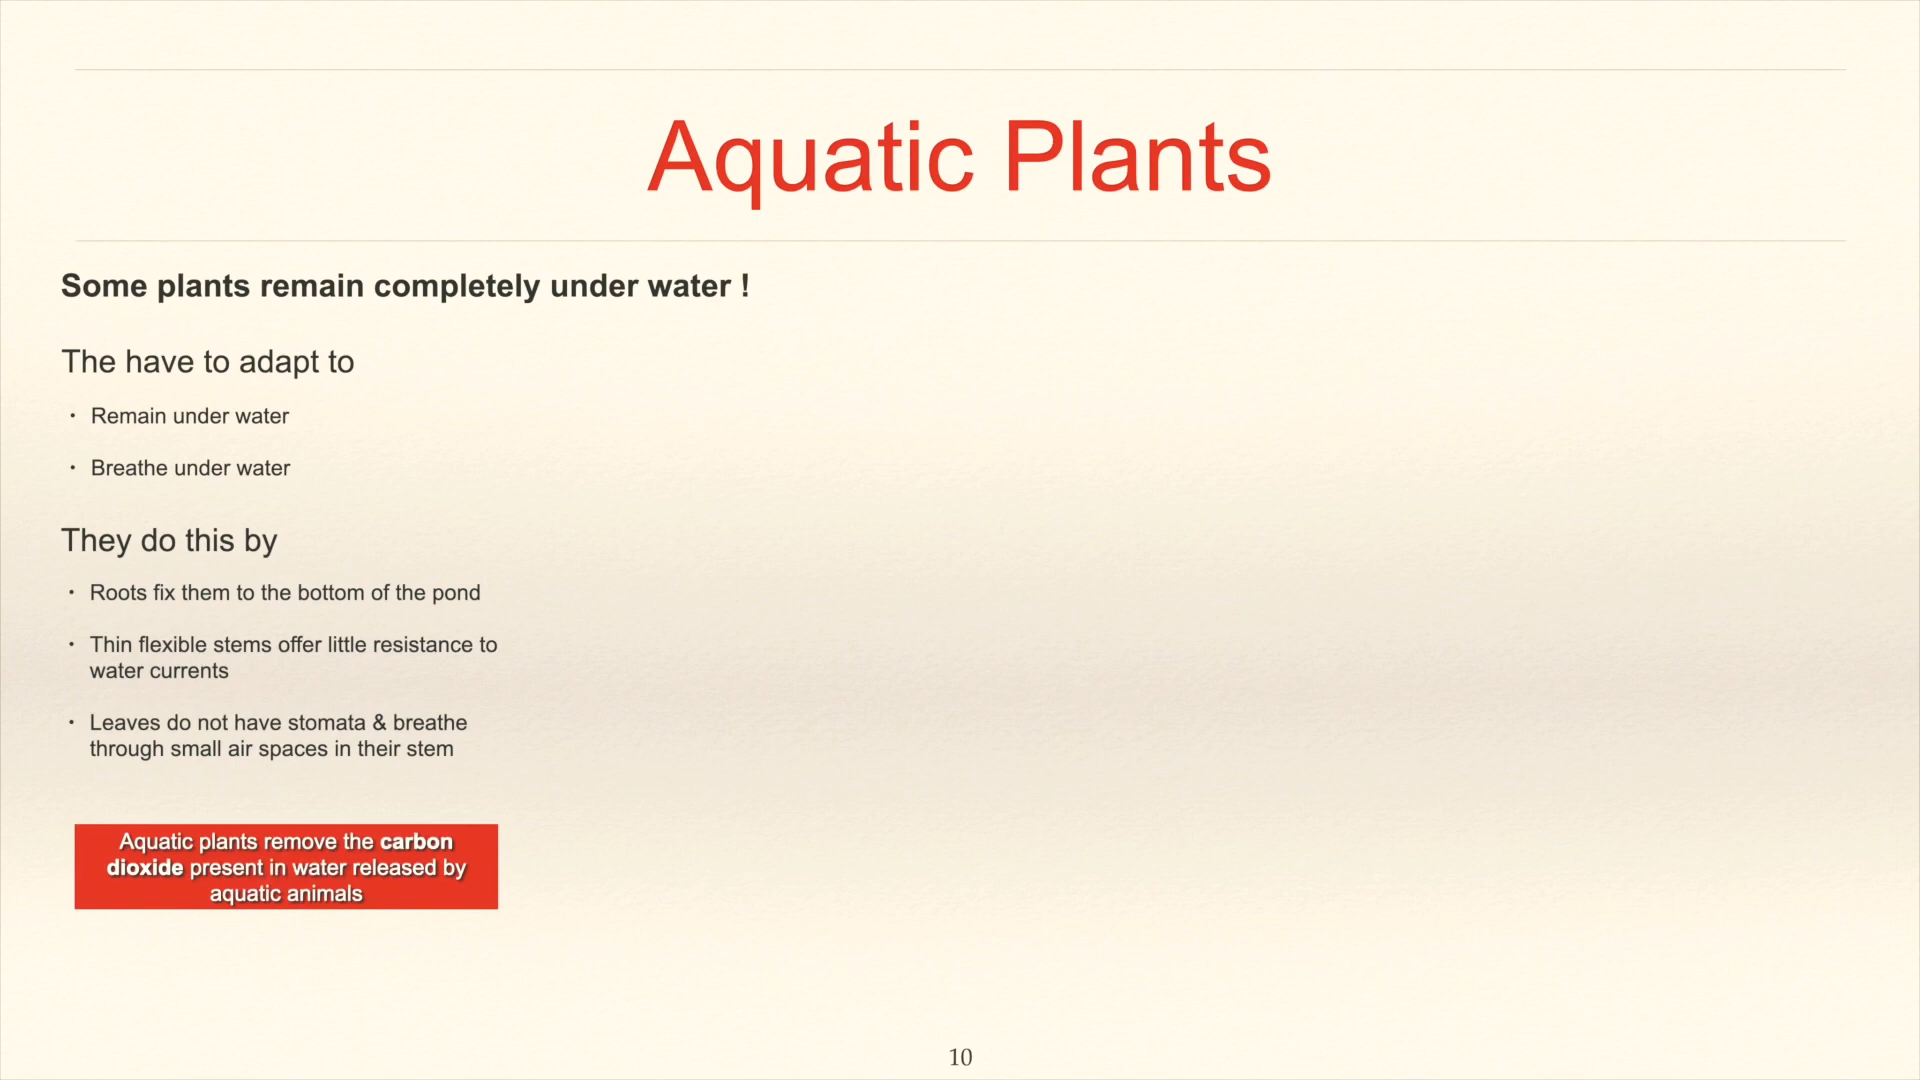 Aquatic Plants
Some plants remain completely under water !
The have to adapt to
• Remain under water
• Breathe under water
They do this by
• Roots fix them to the bottom of the pond
• Thin flexible stems offer little resistance to
water currents
• Leaves do not have stomata & breathe
through small air spaces in their stem
Aquatic plants remove the carbon
dioxide present in water released by
aquatic animals
10